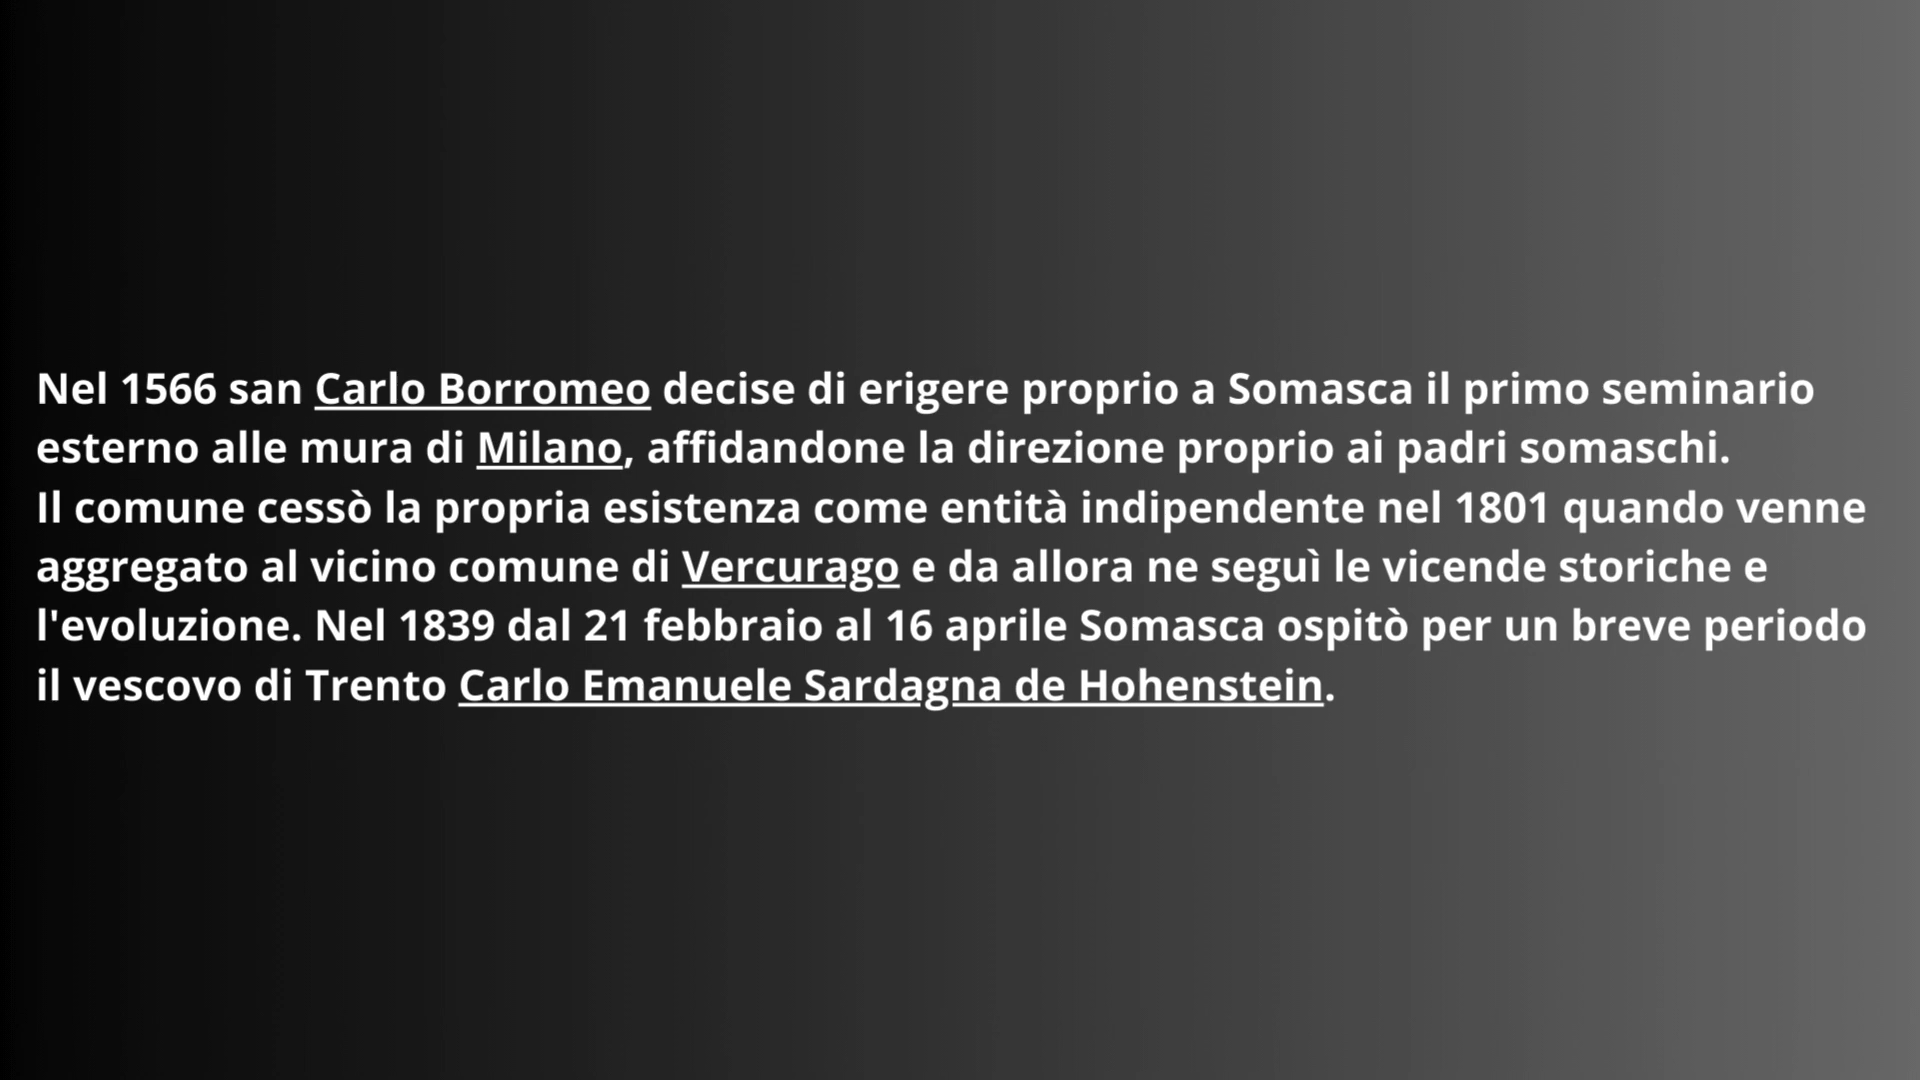 Nel 1566 san Carlo Borromeo decise di erigere proprio a Somasca il primo seminario
esterno alle mura di Milano, affidandone la direzione proprio ai padri somaschi.
Il comune cessò la propria esistenza come entità indipendente nel 1801 quando venne
aggregato al vicino comune di Vercurago e da allora ne seguì le vicende storiche e
l'evoluzione. Nel 1839 dal 21 febbraio al 16 aprile Somasca ospitò per un breve periodo
il vescovo di Trento Carlo Emanuele Sardagna de Hohenstein.